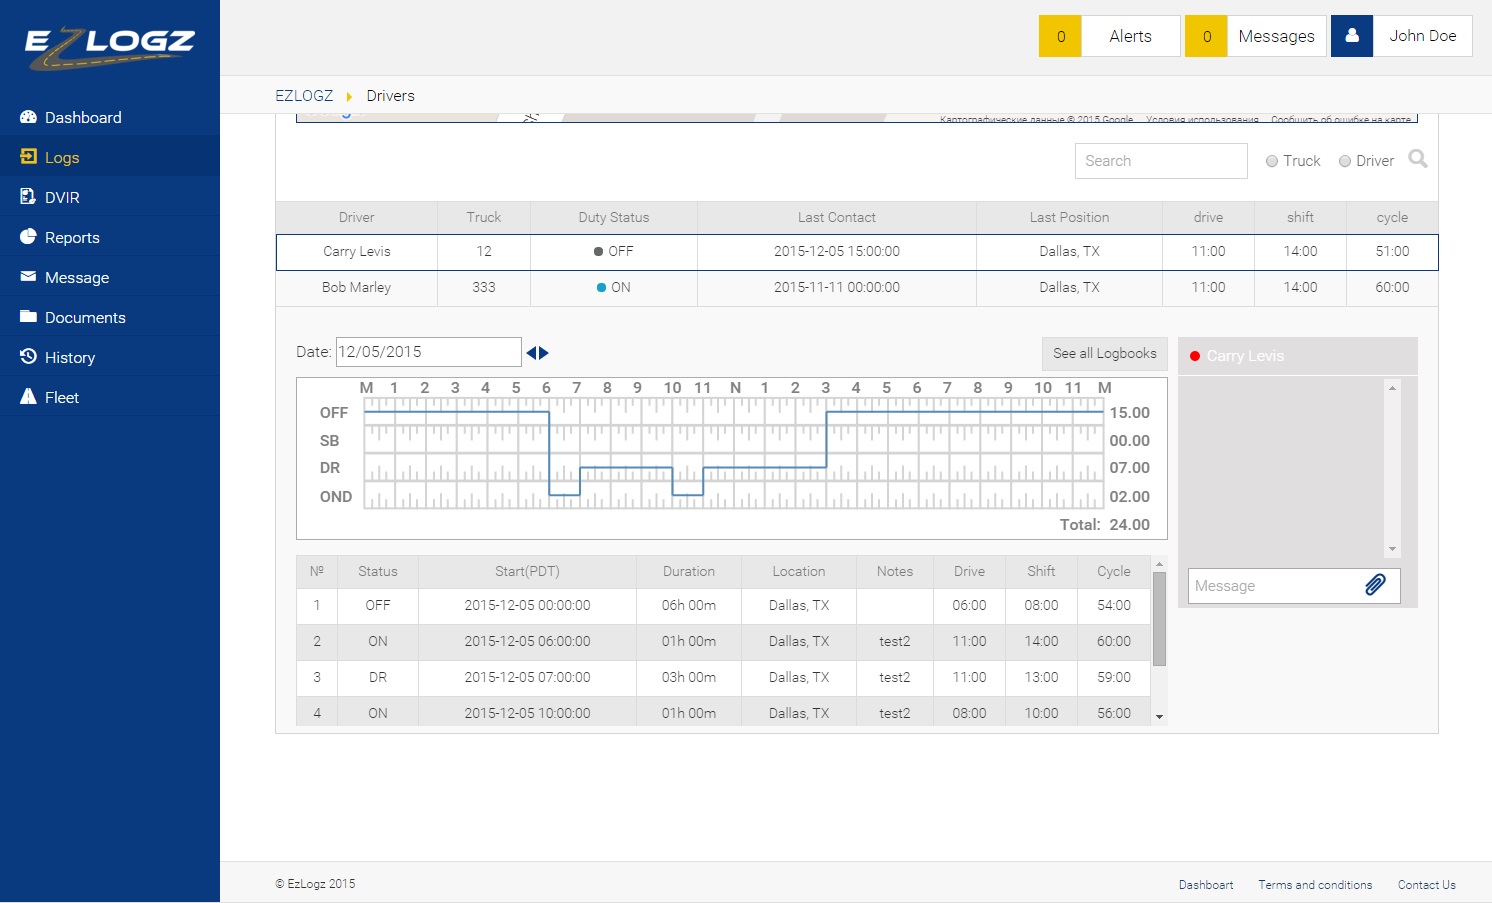 EZLOGZ
0 Alerts 0 Messages John Doe
EZLOGZ Drivers
Dashboard
Logs
DVIR
Reports
Message
Documents
History
Fleet
Картографические данные © 2015 Google Условия использования Сообщить об ошибке на карте
Search Truck Driver
Driver Truck Duty Status Last Contact Last Position drive shift cycle
Carry Levis 12 OFF 2015-12-05 15:00:00 Dallas, TX 11:00 14:00 51:00
Bob Marley 333 ON 2015-11-11 00:00:00 Dallas, TX 11:00 14:00 60:00
Date: 12/05/2015 See all Logbooks
M 1 2 3 4 5 6 7 8 9 10 11 N 1 2 3 4 5 6 7 8 9 10 11 M
OFF 15.00
SB 00.00
DR 07.00
OND 02.00
Total: 24.00
Carry Levis
Message
№ Status Start(PDT) Duration Location Notes Drive Shift Cycle
1 OFF 2015-12-05 00:00:00 06h 00m Dallas, TX 06:00 08:00 54:00
2 ON 2015-12-05 06:00:00 01h 00m Dallas, TX test2 11:00 14:00 60:00
3 DR 2015-12-05 07:00:00 03h 00m Dallas, TX test2 11:00 13:00 59:00
4 ON 2015-12-05 10:00:00 01h 00m Dallas, TX test2 08:00 10:00 56:00
© EzLogz 2015 Dashboart Terms and conditions Contact Us